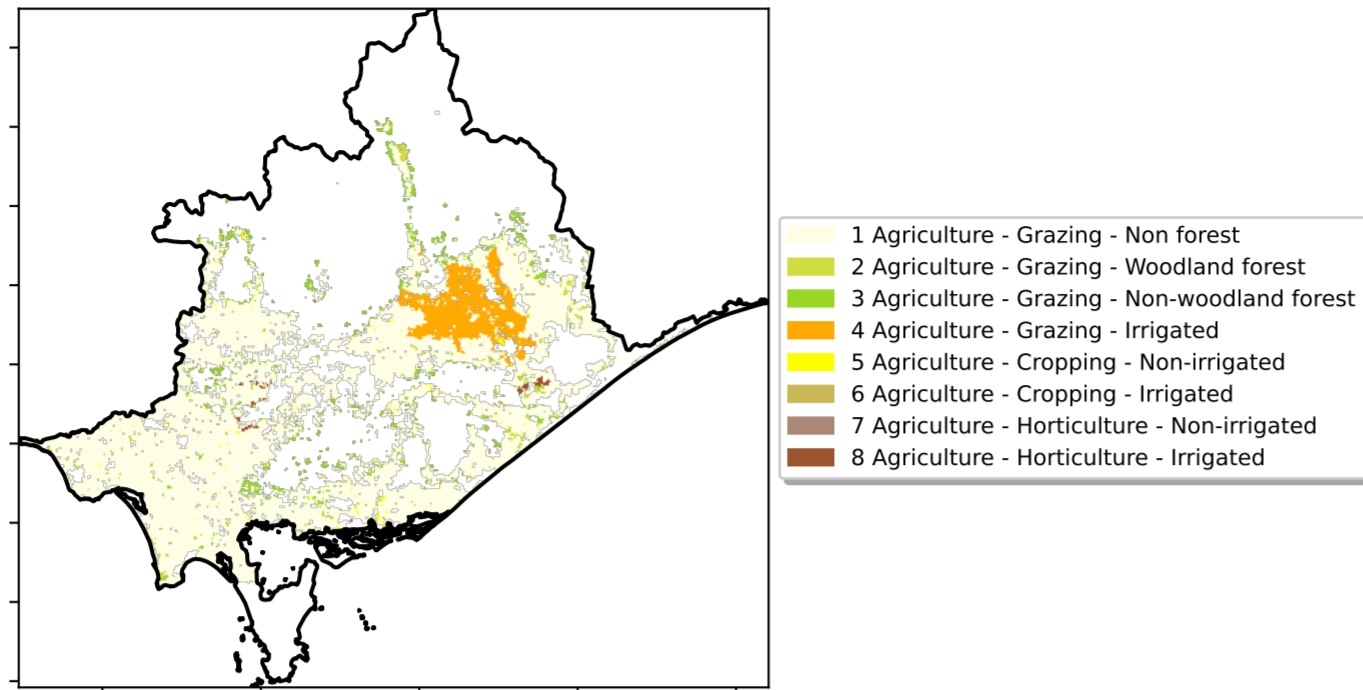 1 Agriculture - Grazing - Non forest
2 Agriculture - Grazing - Woodland forest
3 Agriculture - Grazing - Non-woodland forest
4 Agriculture - Grazing - Irrigated
5 Agriculture - Cropping - Non-irrigated
6 Agriculture - Cropping - Irrigated
7 Agriculture - Horticulture - Non-irrigated
8 Agriculture - Horticulture - Irrigated